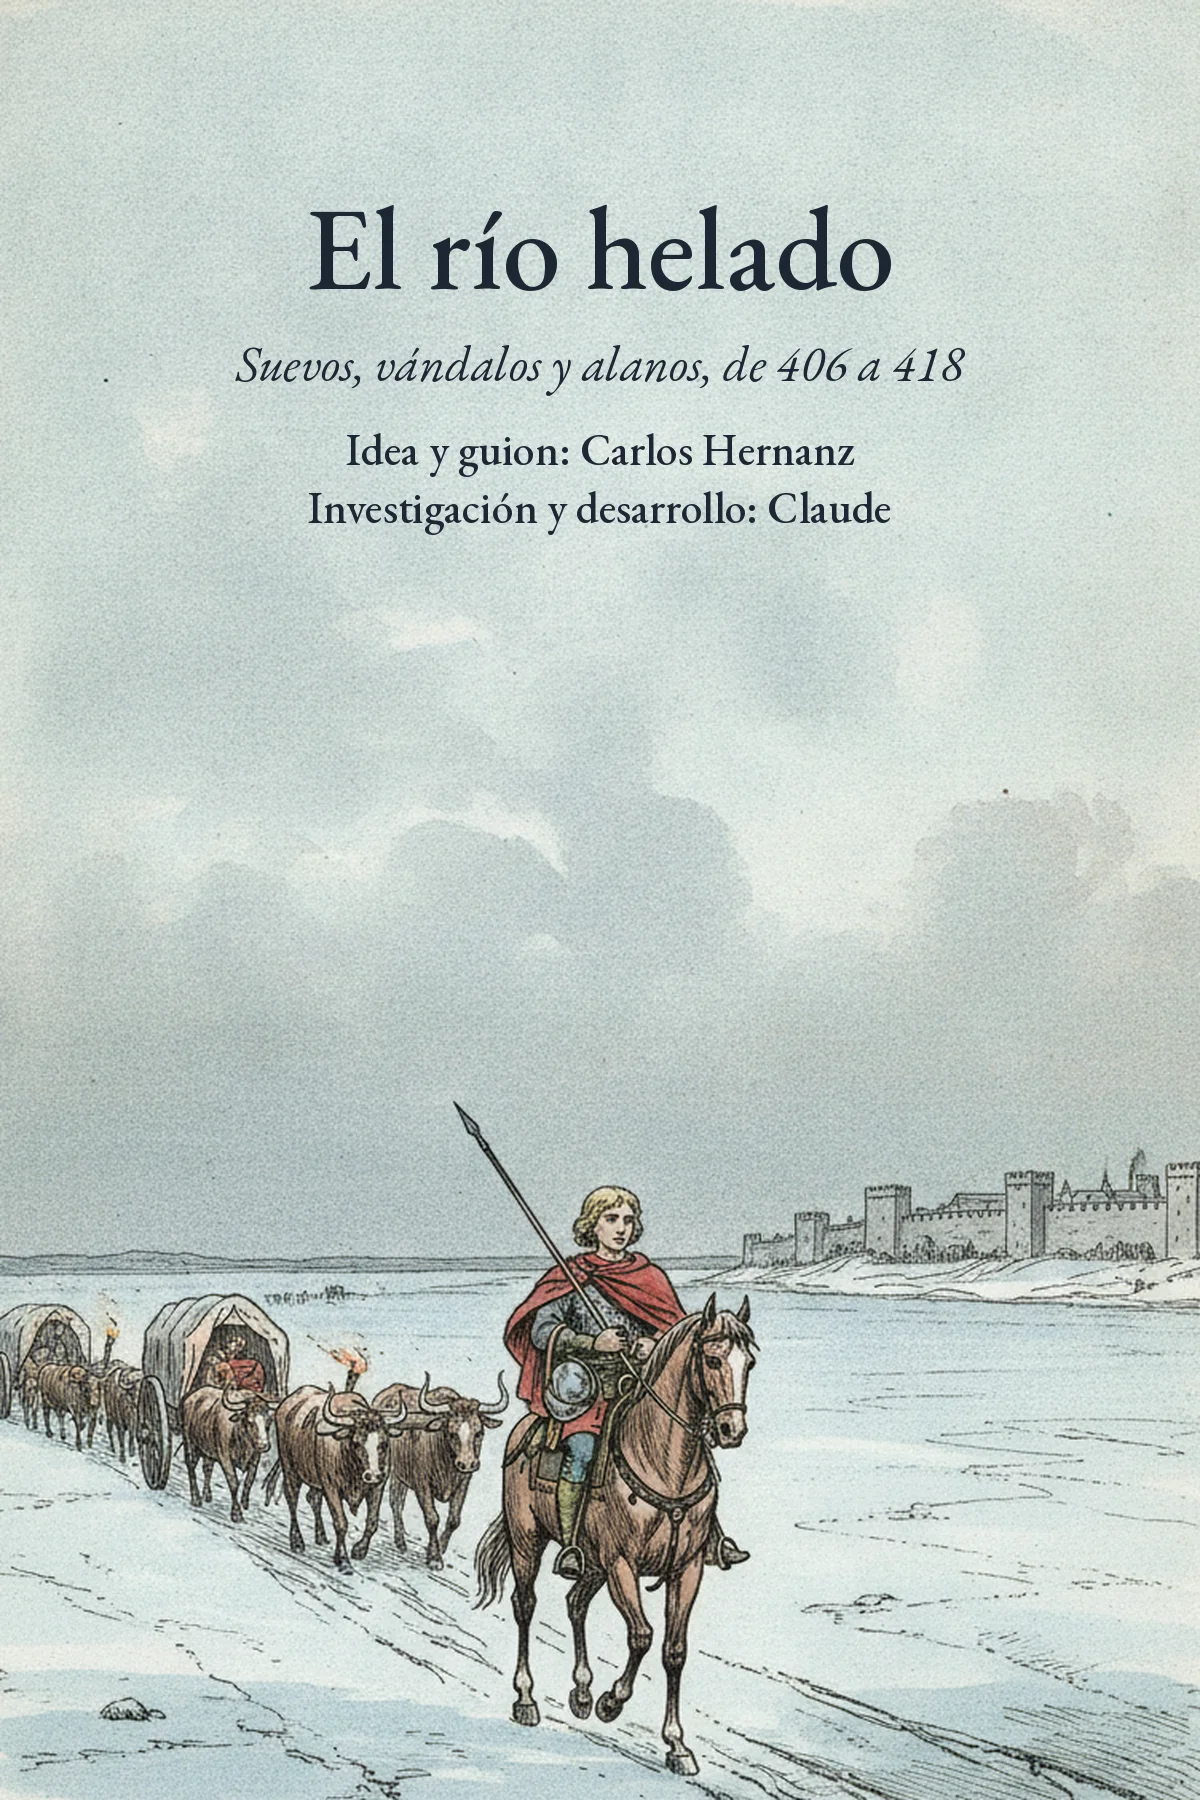 El río helado
Suevos, vándalos y alanos, de 406 a 418
Idea y guion: Carlos Hernanz
Investigación y desarrollo: Claude